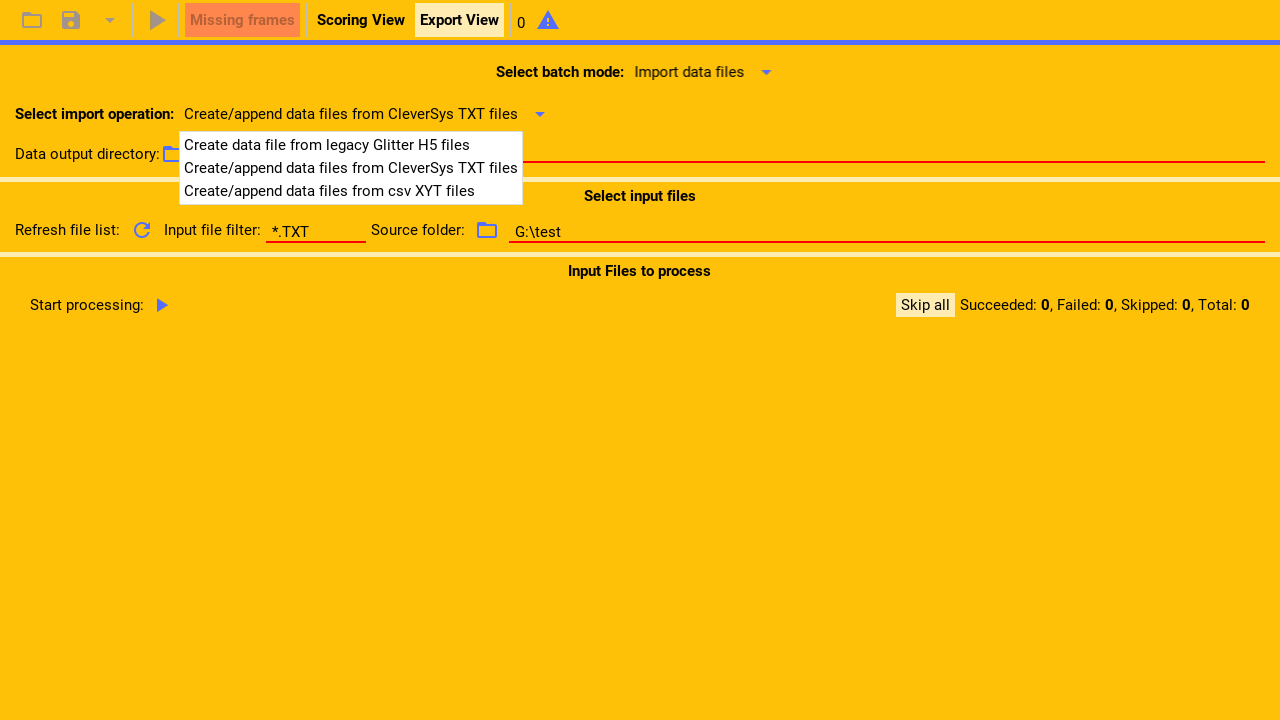 Missing frames Scoring View Export View 0
Select batch mode: Import data files
Select import operation: Create/append data files from CleverSys TXT files
Create data file from legacy Glitter H5 files
Data output directory:
Create/append data files from CleverSys TXT files
Create/append data files from csv XYT files
Select input files
Refresh file list: Input file filter: *.TXT Source folder: G:\test
Input Files to process
Start processing: Skip all Succeeded: 0, Failed: 0, Skipped: 0, Total: 0